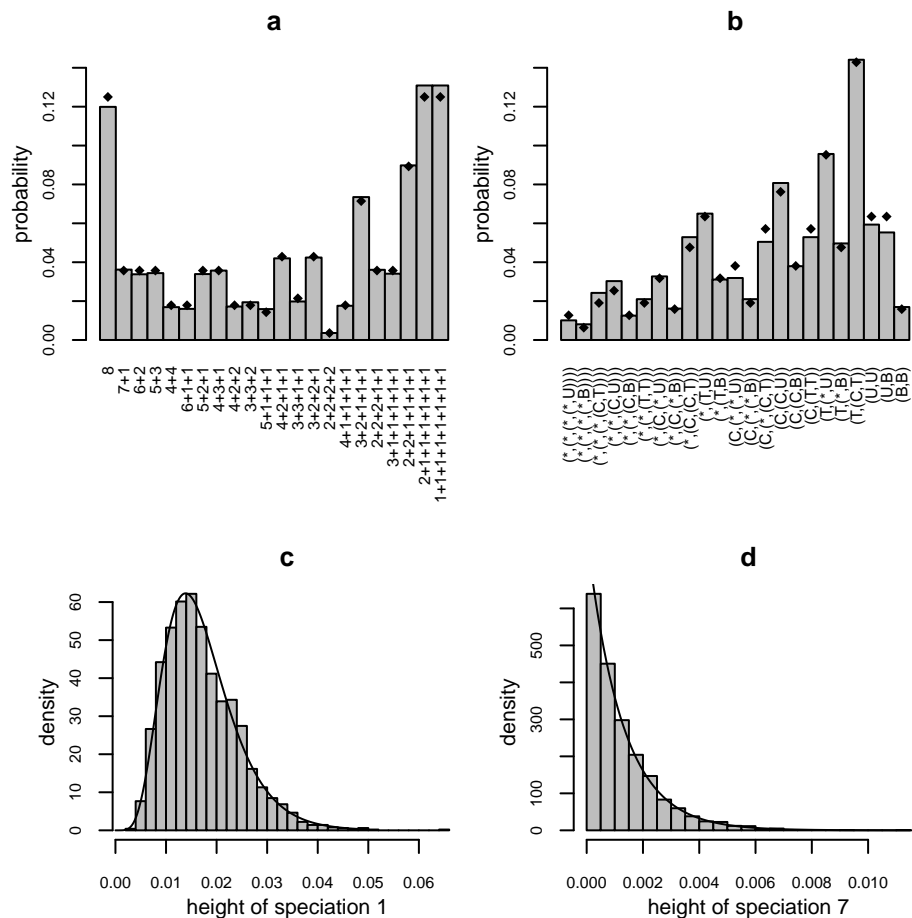 a
probability
0.00
0.04
0.08
0.12
8
7+1
6+2
5+3
4+4
6+1+1
5+2+1
4+3+1
4+2+2
3+3+2
5+1+1+1
4+2+1+1
3+3+1+1
3+2+2+1
2+2+2+2
4+1+1+1+1
3+2+1+1+1
2+2+2+1+1
3+1+1+1+1+1
2+2+1+1+1+1
2+1+1+1+1+1+1
1+1+1+1+1+1+1+1
b
probability
0.00
0.04
0.08
0.12
(*,(*,(*,(*,U))))
(*,(*,(*,(*,B))))
(*,(*,(*,(C,T))))
(*,(*,(C,U)))
(*,(*,(C,B)))
(*,(*,(T,T)))
(*,(C,(*,U)))
(*,(C,(*,B)))
(*,(C,(C,T)))
(*,(T,U))
(*,(T,B))
(C,(*,(*,U)))
(C,(*,(*,B)))
(C,(*,(C,T)))
(C,(C,U))
(C,(C,B))
(C,(T,T))
(T,(*,U))
(T,(*,B))
(T,(C,T))
(U,U)
(U,B)
(B,B)
c
density
0 10 20 30 40 50 60
0.00 0.01 0.02 0.03 0.04 0.05 0.06
height of speciation 1
d
density
0 100 300 500
0.000 0.002 0.004 0.006 0.008 0.010
height of speciation 7